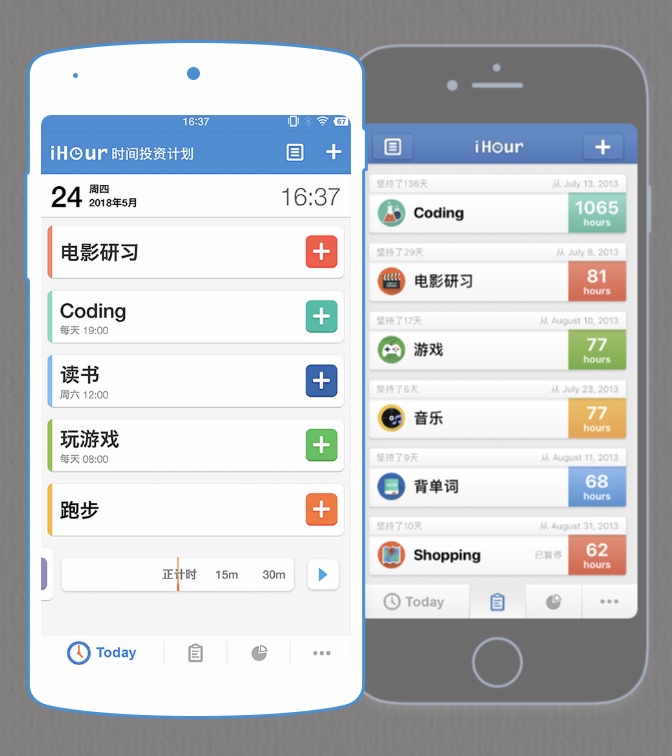 16:37
67
iHour 时间投资计划
24 周四
2018年5月
16:37
电影研习
Coding
每天 19:00
读书
周六 12:00
玩游戏
每天 08:00
跑步
正计时 15m 30m
Today
iHour
坚持了136天 从 July 13, 2013
Coding
1065
hours
坚持了29天 从 July 8, 2013
电影研习
81
hours
坚持了17天 从 August 10, 2013
游戏
77
hours
坚持了6天 从 July 23, 2013
音乐
77
hours
坚持了9天 从 August 11, 2013
背单词
68
hours
坚持了10天 从 August 31, 2013
Shopping
已暂停
62
hours
Today